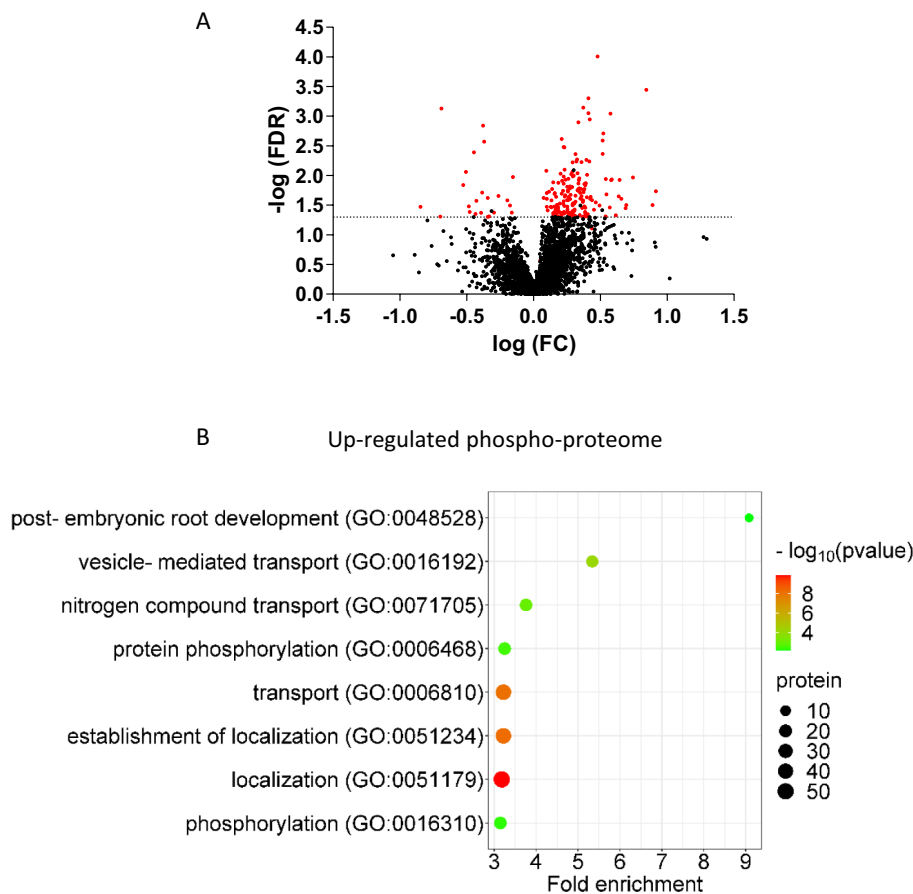 A
4.5
4.0
3.5
3.0
2.5
2.0
1.5
1.0
0.5
0.0
-log (FDR)
-1.5 -1.0 -0.5 0.0 0.5 1.0 1.5
log (FC)
B Up-regulated phospho-proteome
post- embryonic root development (GO:0048528)
vesicle- mediated transport (GO:0016192)
nitrogen compound transport (GO:0071705)
protein phosphorylation (GO:0006468)
transport (GO:0006810)
establishment of localization (GO:0051234)
localization (GO:0051179)
phosphorylation (GO:0016310)
3 4 5 6 7 8 9
Fold enrichment
- log10(pvalue)
8
6
4
protein
10
20
30
40
50